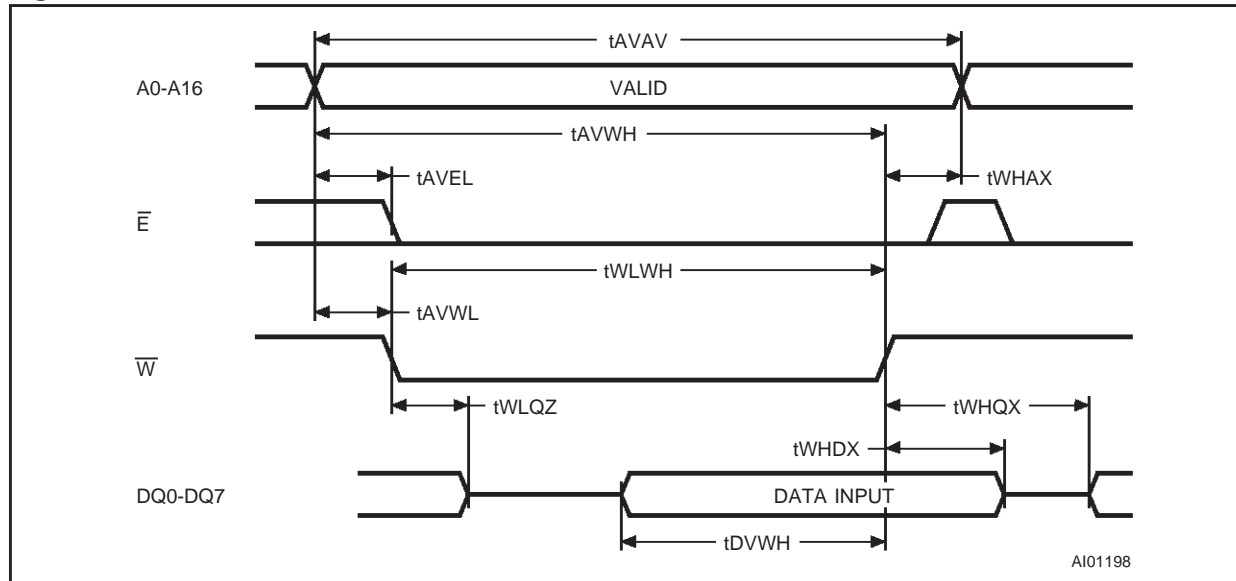 tAVAV
A0-A16
VALID
tAVWH
tAVEL
tWHAX
E̅
tWLWH
tAVWL
W̅
tWLQZ
tWHQX
tWHDX
DQ0-DQ7
DATA INPUT
tDVWH
AI01198